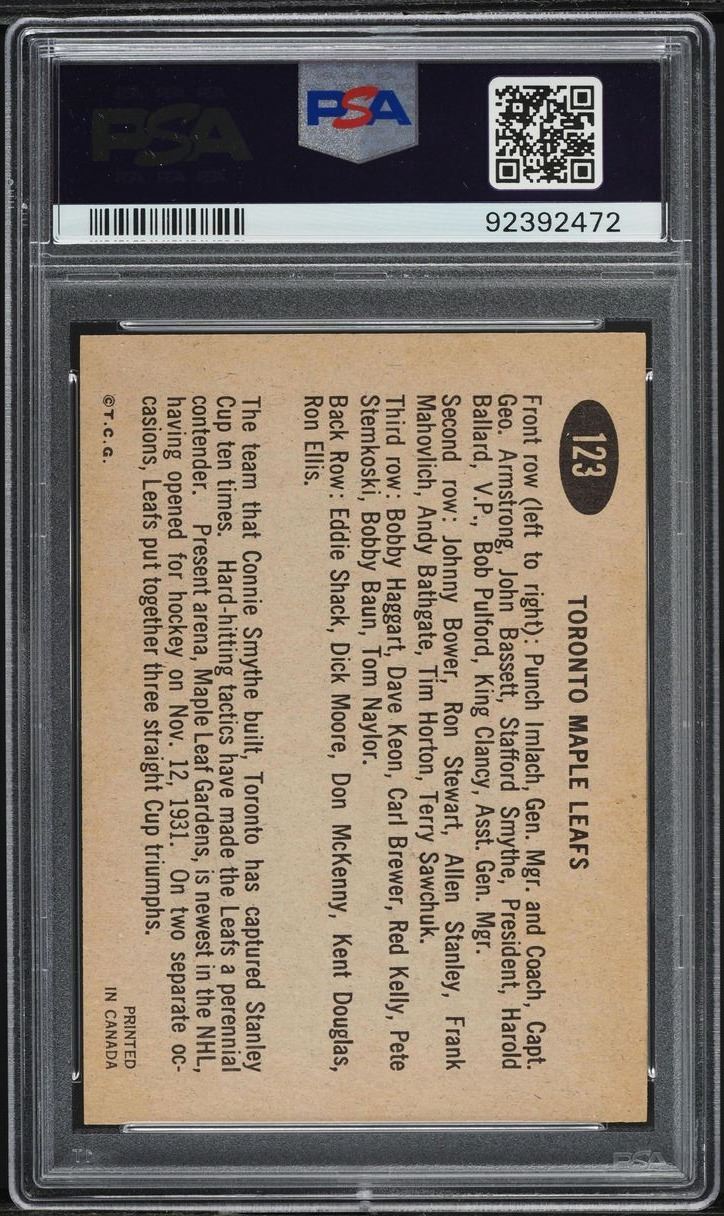 PSA
PSA
92392472
123
TORONTO MAPLE LEAFS
Front row (left to right): Punch Imlach, Gen. Mgr. and Coach, Capt.
Geo. Armstrong, John Bassett, Stafford Smythe, President, Harold
Ballard, V.P., Bob Pulford, King Clancy, Asst. Gen. Mgr.
Second row: Johnny Bower, Ron Stewart, Allen Stanley, Frank
Mahovlich, Andy Bathgate, Tim Horton, Terry Sawchuk.
Third row: Bobby Haggart, Dave Keon, Carl Brewer, Red Kelly, Pete
Stemkoski, Bobby Baun, Tom Naylor.
Back Row: Eddie Shack, Dick Moore, Don McKenny, Kent Douglas,
Ron Ellis.
The team that Connie Smythe built, Toronto has captured Stanley
Cup ten times. Hard-hitting tactics have made the Leafs a perennial
contender. Present arena, Maple Leaf Gardens, is newest in the NHL,
having opened for hockey on Nov. 12, 1931. On two separate oc-
casions, Leafs put together three straight Cup triumphs.
©T.C.G.
PRINTED
IN CANADA
PSA